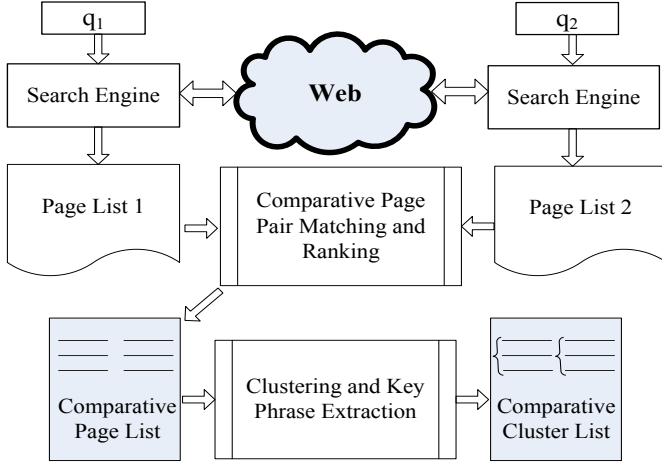 q1
q2
Search Engine
Web
Search Engine
Page List 1
Comparative Page
Pair Matching and
Ranking
Page List 2
Comparative
Page List
Clustering and Key
Phrase Extraction
Comparative
Cluster List